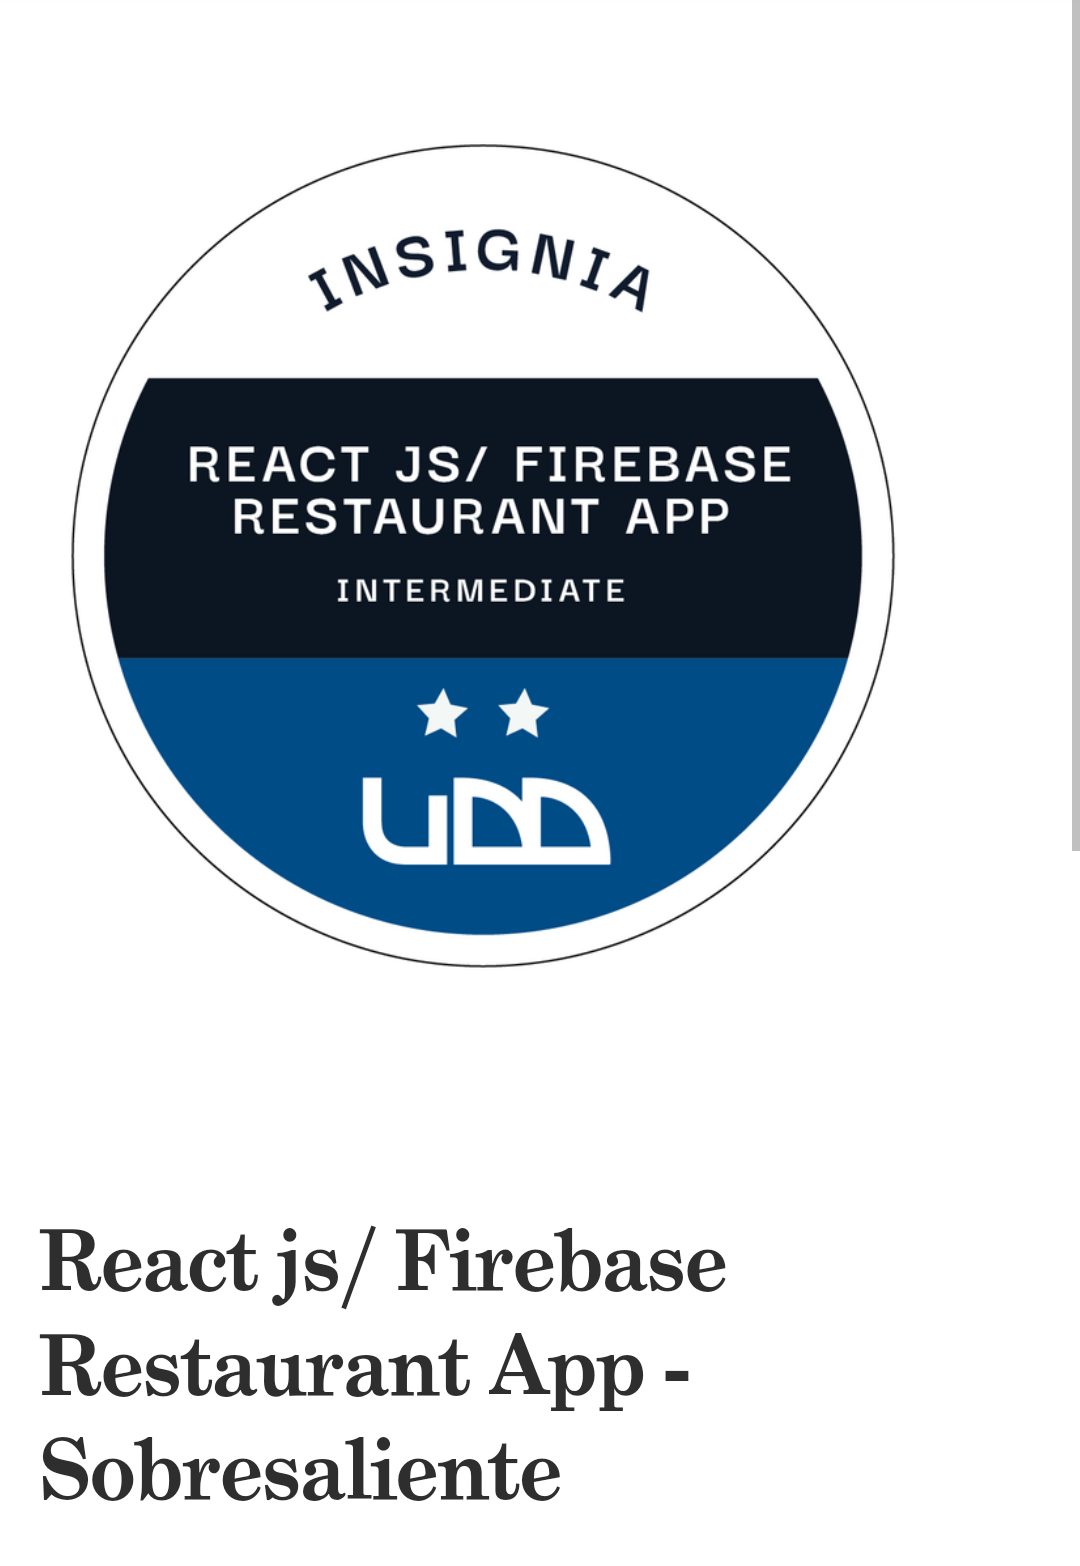 INSIGNIA
REACT JS/ FIREBASE
RESTAURANT APP
INTERMEDIATE
UDD
React js/ Firebase
Restaurant App -
Sobresaliente